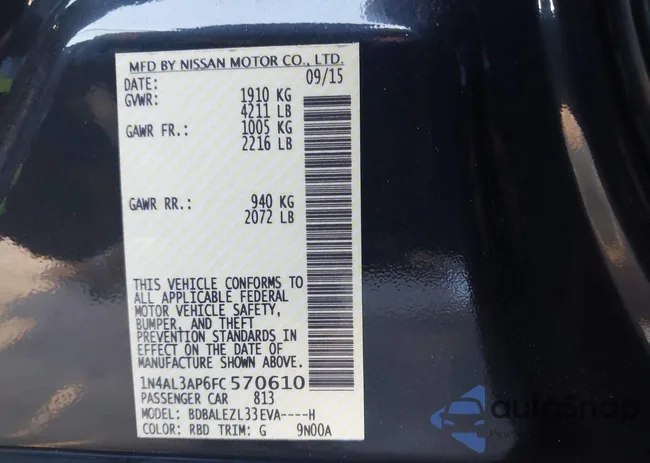 MFD BY NISSAN MOTOR CO., LTD.
DATE: 09/15
GVWR: 1910 KG
4211 LB
GAWR FR.: 1005 KG
2216 LB
GAWR RR.: 940 KG
2072 LB
THIS VEHICLE CONFORMS TO
ALL APPLICABLE FEDERAL
MOTOR VEHICLE SAFETY,
BUMPER, AND THEFT
PREVENTION STANDARDS IN
EFFECT ON THE DATE OF
MANUFACTURE SHOWN ABOVE.
1N4AL3AP6FC570610
PASSENGER CAR 813
MODEL: BDBALEZL33EVA----H
COLOR: RBD TRIM: G 9N00A
autoSnap